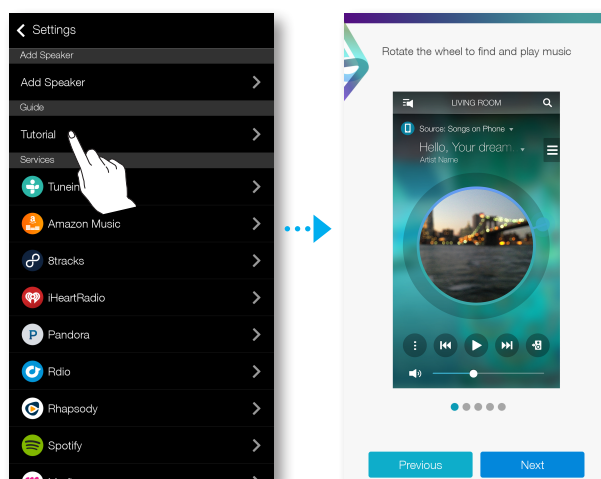 Settings
Add Speaker
Add Speaker
Guide
Tutorial
Services
Tunein
a Amazon Music
8tracks
iHeartRadio
P Pandora
Rdio
Rhapsody
Spotify
Rotate the wheel to find and play music
LIVING ROOM
Source: Songs on Phone
Hello, Your dream.
Artist Name
Previous
Next